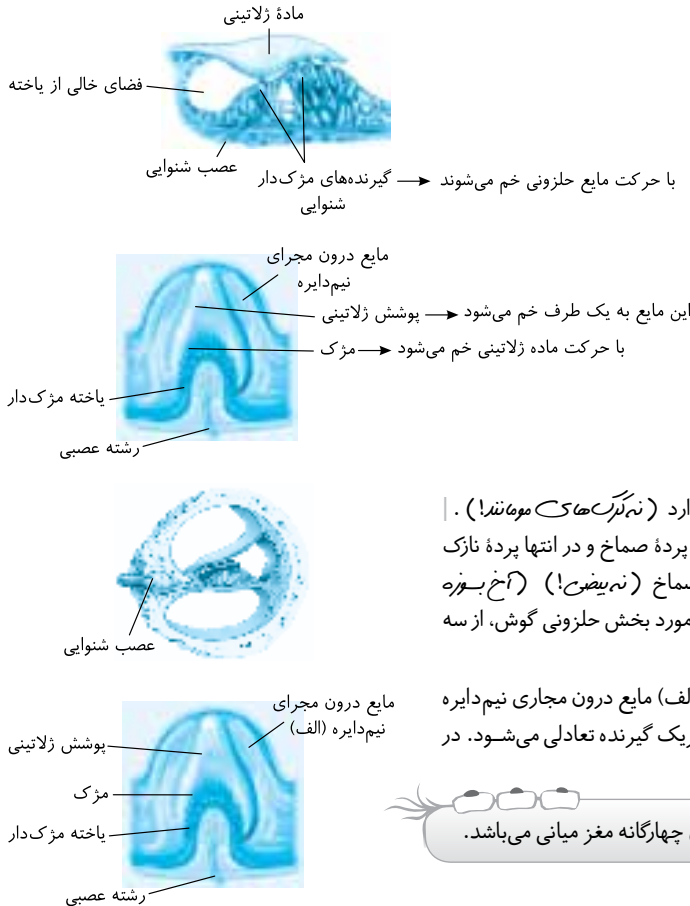 مادهٔ ژلاتینی
فضای خالی از یاخته
عصب شنوایی
گیرنده‌های مژک‌دار
شنوایی
با حرکت مایع حلزونی خم می‌شوند
مایع درون مجرای
نیم‌دایره
پوشش ژلاتینی
این مایع به یک طرف خم می‌شود
مژک
با حرکت ماده ژلاتینی خم می‌شود
یاخته مژک‌دار
رشته عصبی
ارد (نه کرک‌های مومانند!).
پردهٔ صماخ و در انتها پردهٔ نازک
سماخ (نه بیضی!) (آخ بسوزه
مورد بخش حلزونی گوش، از سه
عصب شنوایی
الف) مایع درون مجاری نیم‌دایره
ریک گیرنده تعادلی می‌شود. در
مایع درون مجرای
نیم‌دایره (الف)
پوشش ژلاتینی
مژک
یاخته مژک‌دار
رشته عصبی
چهارگانه مغز میانی می‌باشد.